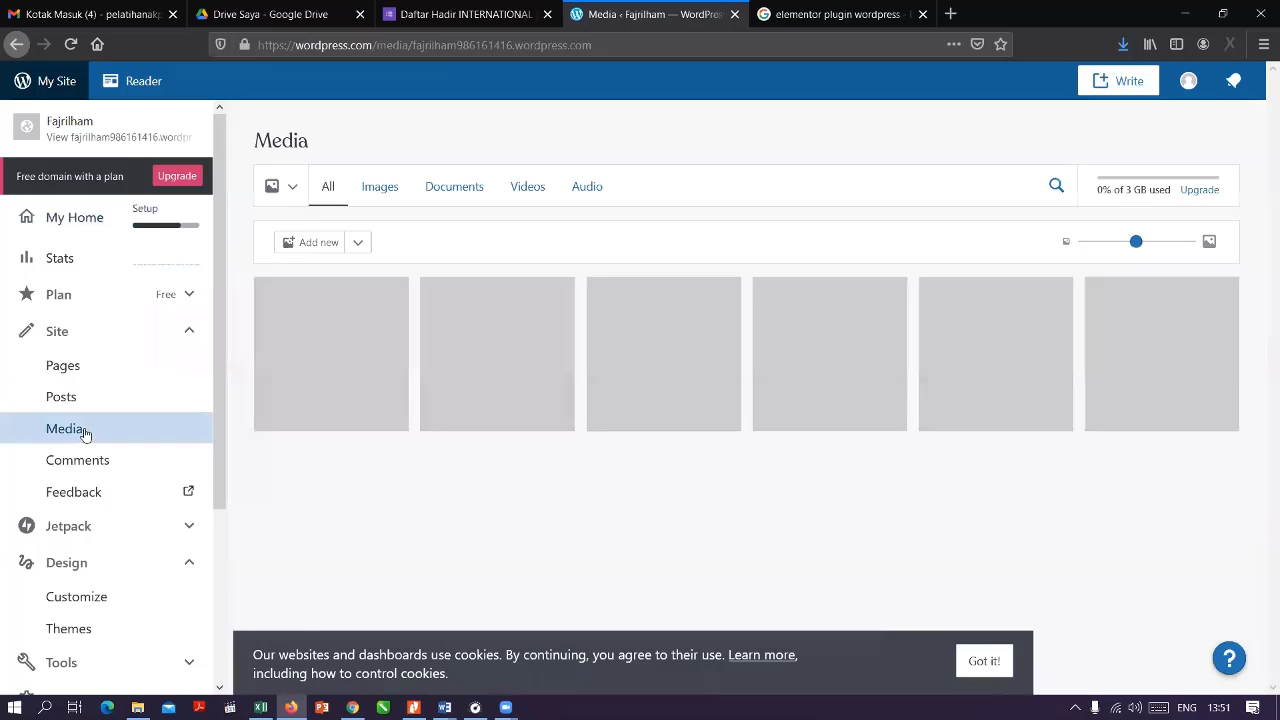 Kotak Masuk (4) - pelatihanakp
Drive Saya - Google Drive
Daftar Hadir INTERNATIONAL
Media ‹ Fajrilham — WordPres
elementor plugin wordpress -
https://wordpress.com/media/fajrilham986161416.wordpress.com
My Site
Reader
Write
Fajrilham
View fajrilham986161416.wordpr
Free domain with a plan
Upgrade
My Home
Setup
Stats
Plan
Free
Site
Pages
Posts
Media
Comments
Feedback
Jetpack
Design
Customize
Themes
Tools
Media
All
Images
Documents
Videos
Audio
0% of 3 GB used
Upgrade
Add new
Our websites and dashboards use cookies. By continuing, you agree to their use. Learn more,
including how to control cookies.
Got it!
ENG
13:51